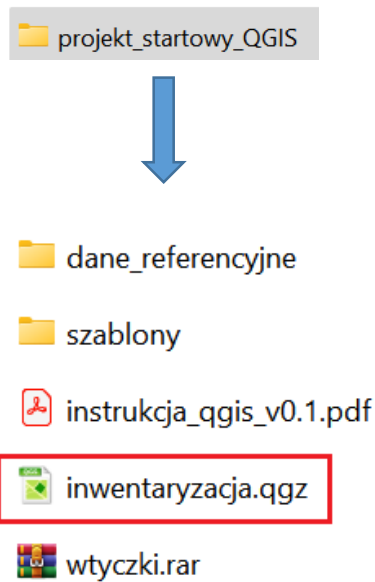 projekt_startowy_QGIS
dane_referencyjne
szablony
instrukcja_qgis_v0.1.pdf
inwentaryzacja.qgz
wtyczki.rar